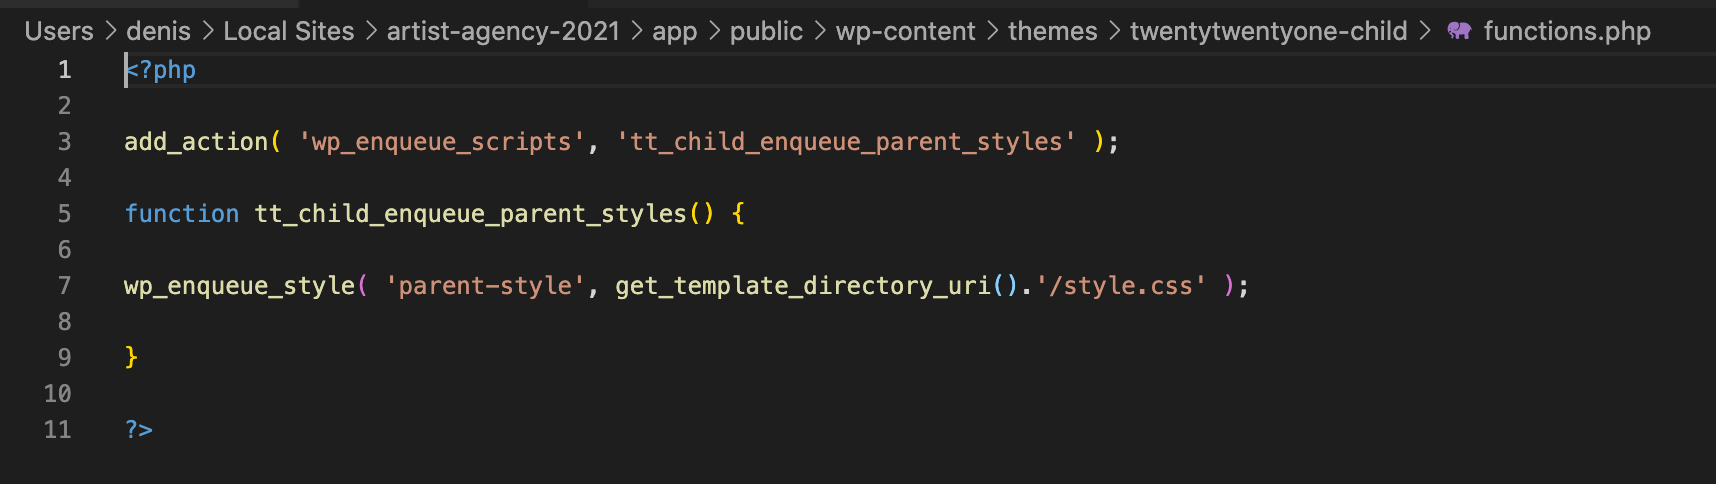 Users > denis > Local Sites > artist-agency-2021 > app > public > wp-content > themes > twentytwentyone-child > functions.php
1 <?php
2
3 add_action( 'wp_enqueue_scripts', 'tt_child_enqueue_parent_styles' );
4
5 function tt_child_enqueue_parent_styles() {
6
7 wp_enqueue_style( 'parent-style', get_template_directory_uri().'/style.css' );
8
9 }
10
11 ?>